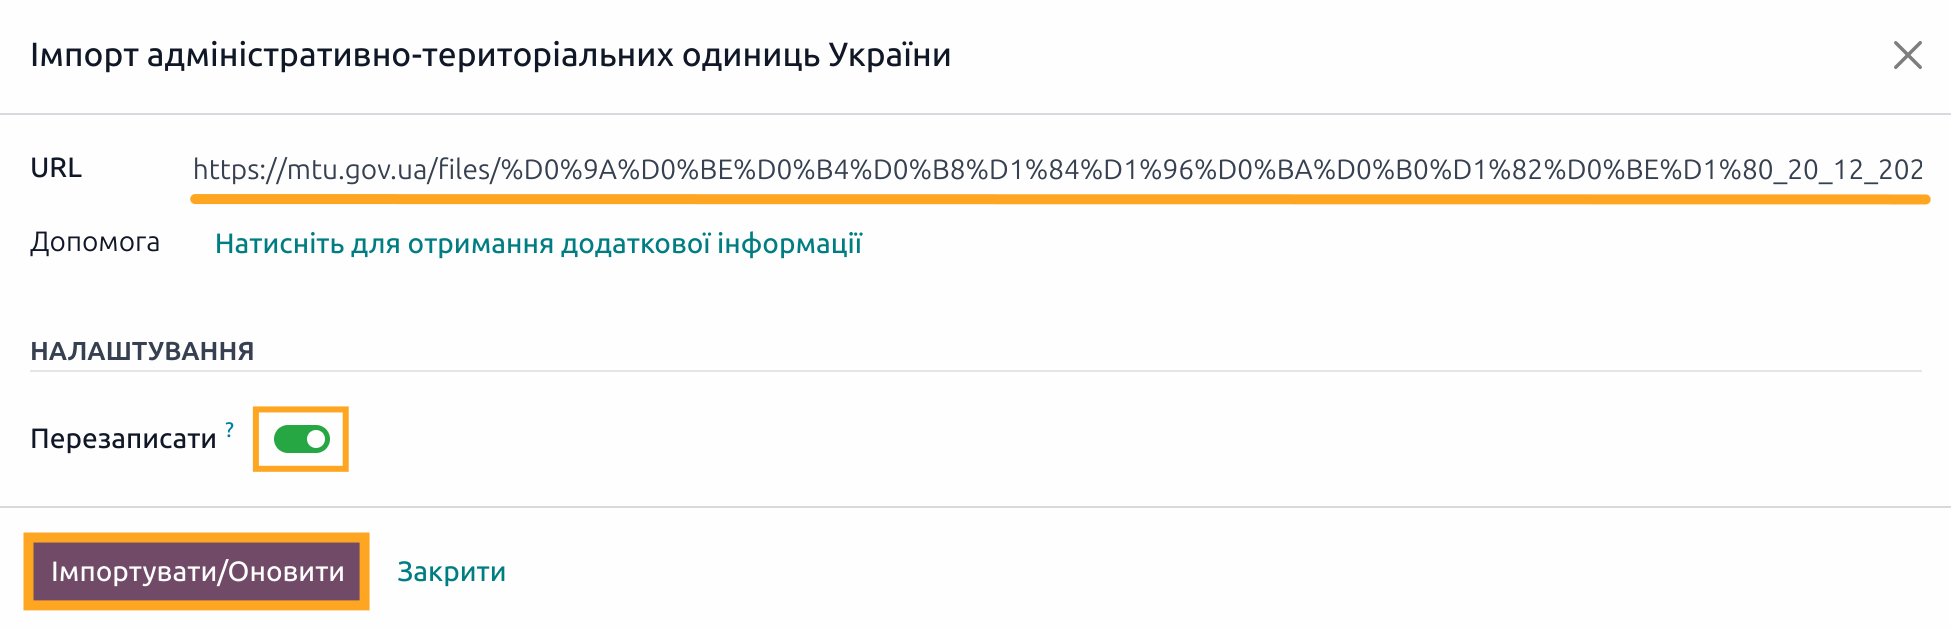 Імпорт адміністративно-територіальних одиниць України
URL https://mtu.gov.ua/files/%D0%9A%D0%BE%D0%B4%D0%B8%D1%84%D1%96%D0%BA%D0%B0%D1%82%D0%BE%D1%80_20_12_202
Допомога Натисніть для отримання додаткової інформації
НАЛАШТУВАННЯ
Перезаписати ?
Імпортувати/Оновити Закрити